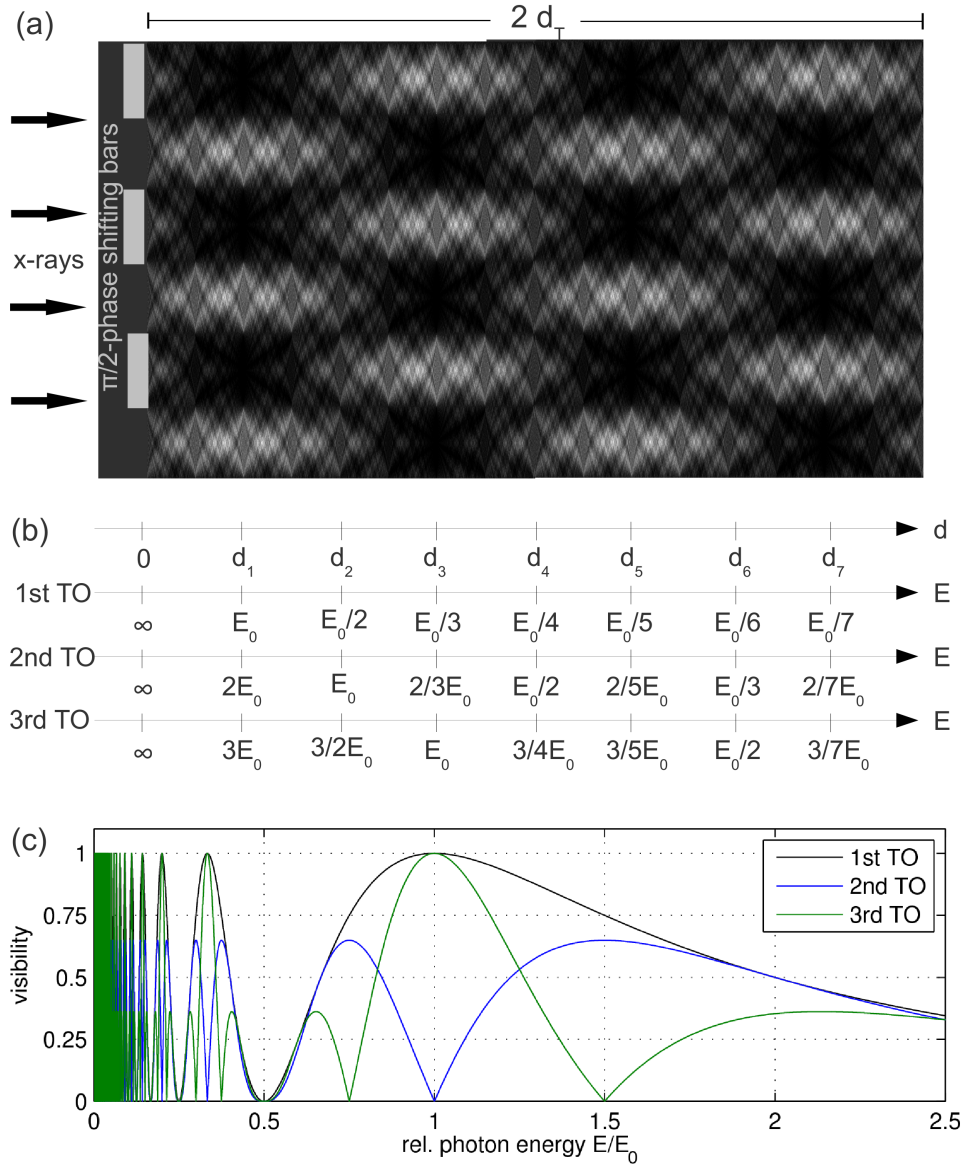 (a)
2 d_T
π/2-phase shifting bars
x-rays
(b)
d
0 d_1 d_2 d_3 d_4 d_5 d_6 d_7
1st TO E
∞ E_0 E_0/2 E_0/3 E_0/4 E_0/5 E_0/6 E_0/7
2nd TO E
∞ 2E_0 E_0 2/3E_0 E_0/2 2/5E_0 E_0/3 2/7E_0
3rd TO E
∞ 3E_0 3/2E_0 E_0 3/4E_0 3/5E_0 E_0/2 3/7E_0
(c)
1st TO
2nd TO
3rd TO
1
0.75
0.5
0.25
0
visibility
0 0.5 1 1.5 2 2.5
rel. photon energy E/E_0